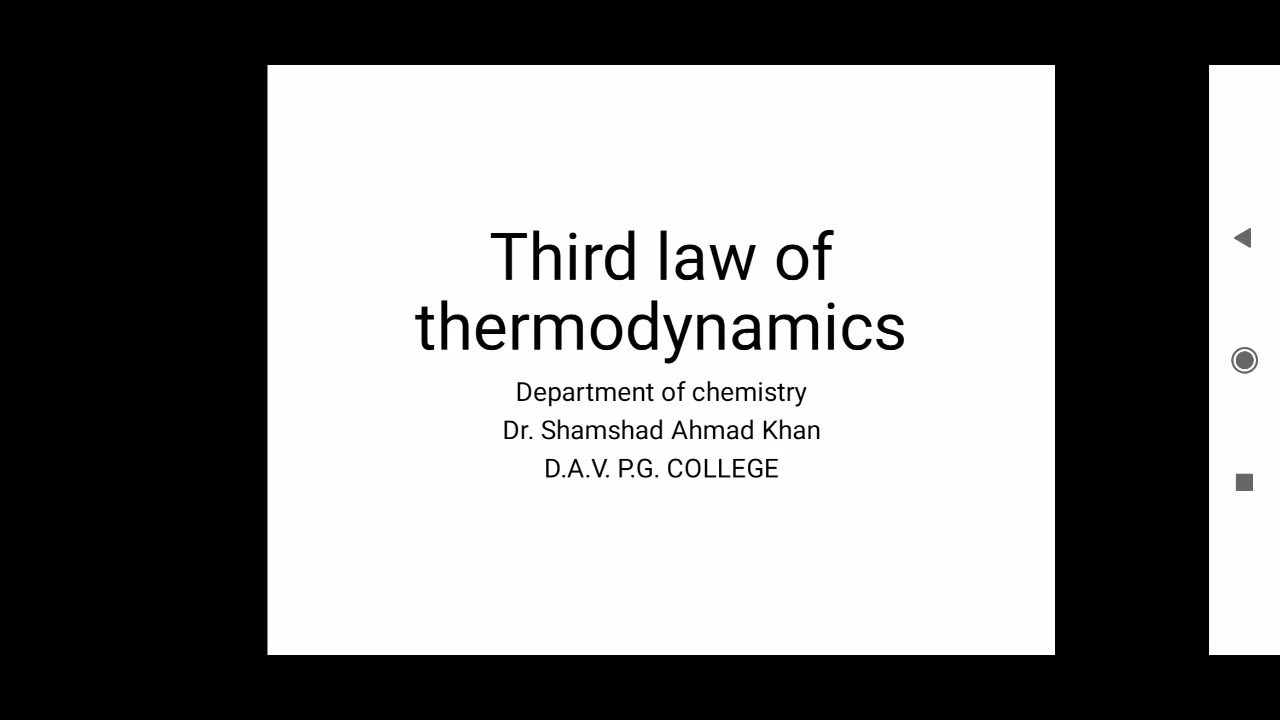 Third law of
thermodynamics
Department of chemistry
Dr. Shamshad Ahmad Khan
D.A.V. P.G. COLLEGE